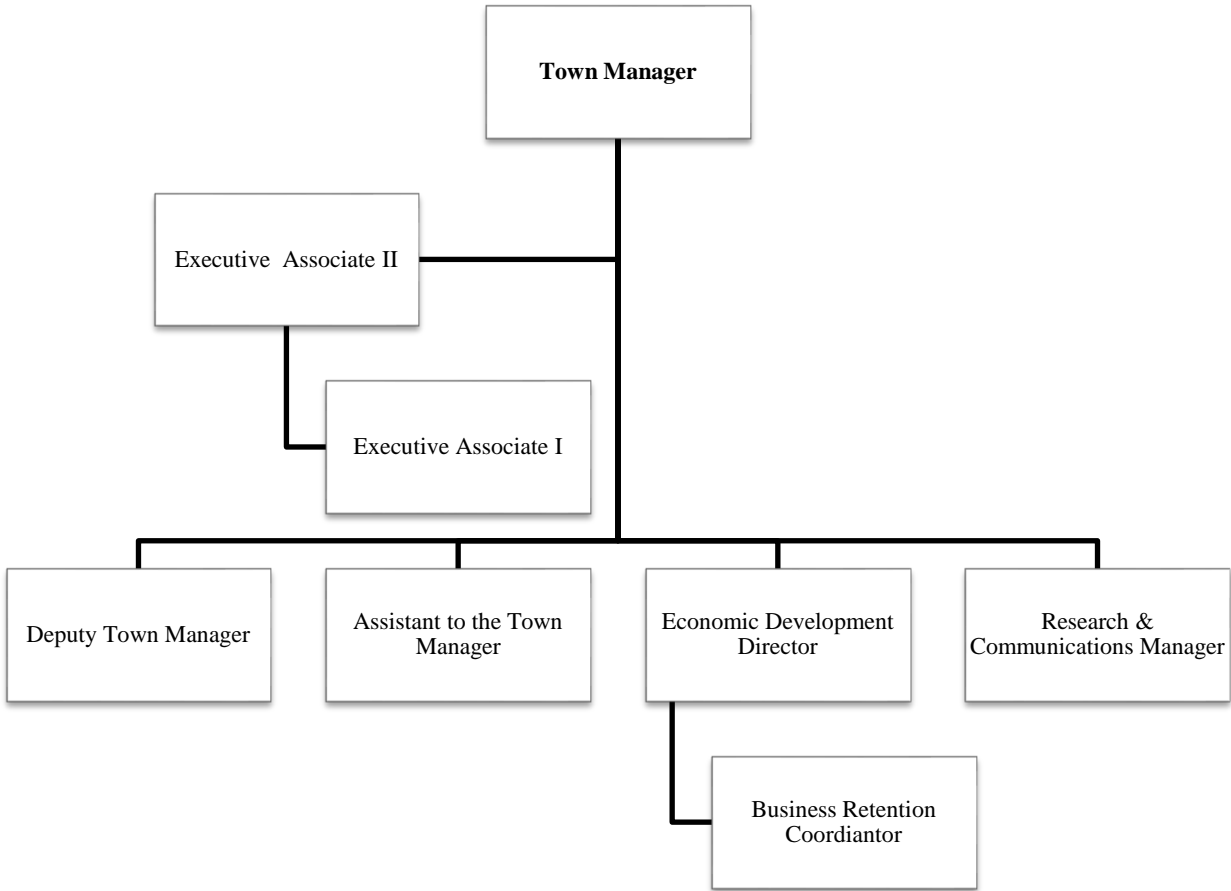 Town Manager
Executive  Associate II
Executive Associate I
Deputy Town Manager
Assistant to the Town
Manager
Economic Development
Director
Research &
Communications Manager
Business Retention
Coordiantor